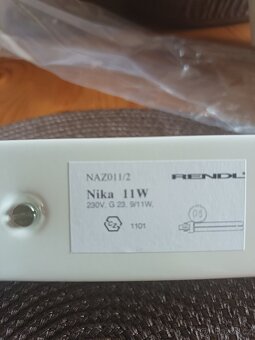 NAZ011/2
RENDL
Nika 11W
230V, G 23, 9/11W,
1101